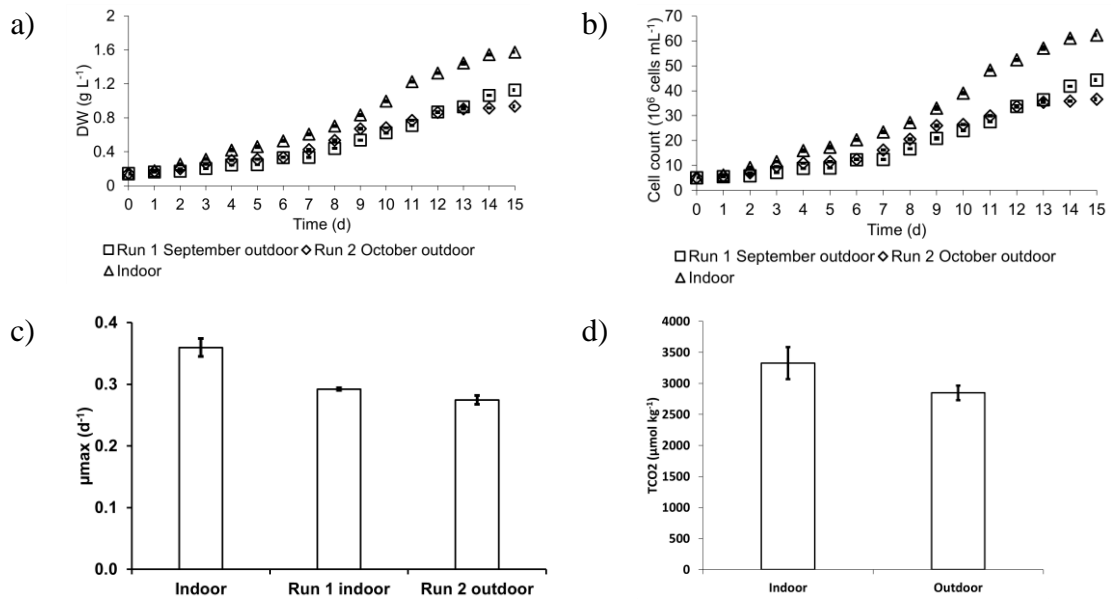 a)
DW (g L-1)
2
1.6
1.2
0.8
0.4
0
0 1 2 3 4 5 6 7 8 9 10 11 12 13 14 15
Time (d)
Run 1 September outdoor Run 2 October outdoor
Indoor
b)
Cell count (10⁶ cells mL⁻¹)
70
60
50
40
30
20
10
0
0 1 2 3 4 5 6 7 8 9 10 11 12 13 14 15
Time (d)
Run 1 September outdoor Run 2 October outdoor
Indoor
c)
µmax (d⁻¹)
0.4
0.3
0.2
0.1
0.0
Indoor Run 1 indoor Run 2 outdoor
d)
TCO2 (µmol kg⁻¹)
4000
3500
3000
2500
2000
1500
1000
500
0
Indoor Outdoor